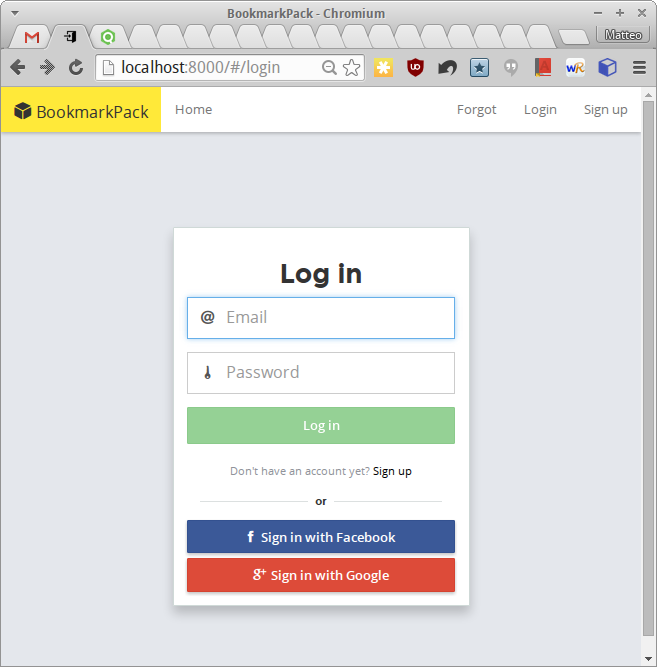 BookmarkPack - Chromium
Matteo
localhost:8000/#/login
BookmarkPack
Home
Forgot
Login
Sign up
Log in
@ Email
Password
Log in
Don't have an account yet? Sign up
or
f Sign in with Facebook
g+ Sign in with Google